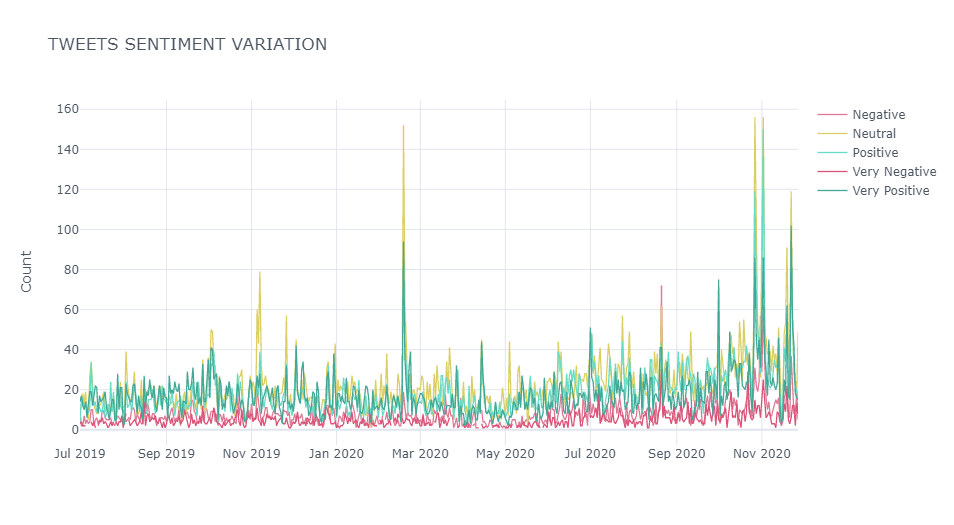 TWEETS SENTIMENT VARIATION
160
140
120
100
80
60
40
20
0
Count
Jul 2019 Sep 2019 Nov 2019 Jan 2020 Mar 2020 May 2020 Jul 2020 Sep 2020 Nov 2020
Negative
Neutral
Positive
Very Negative
Very Positive